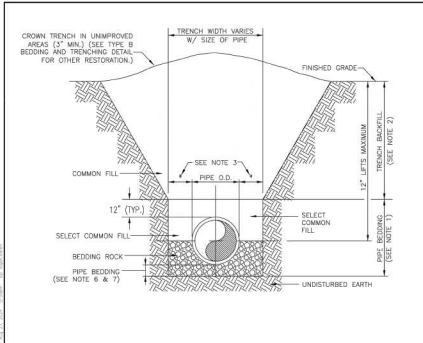 CROWN TRENCH IN UNIMPROVED
AREAS (3" MIN.) (SEE TYPE B
BEDDING AND TRENCHING DETAIL
FOR OTHER RESTORATION.)
TRENCH WIDTH VARIES
W/ SIZE OF PIPE
FINISHED GRADE
SEE NOTE 3
PIPE O.D.
COMMON FILL
12" (TYP.)
SELECT COMMON FILL
SELECT
COMMON
FILL
BEDDING ROCK
PIPE BEDDING
(SEE NOTE 6 & 7)
UNDISTURBED EARTH
12" LIFTS MAXIMUM
TRENCH BACKFILL
(SEE NOTE 2)
PIPE BEDDING
(SEE NOTE 1)